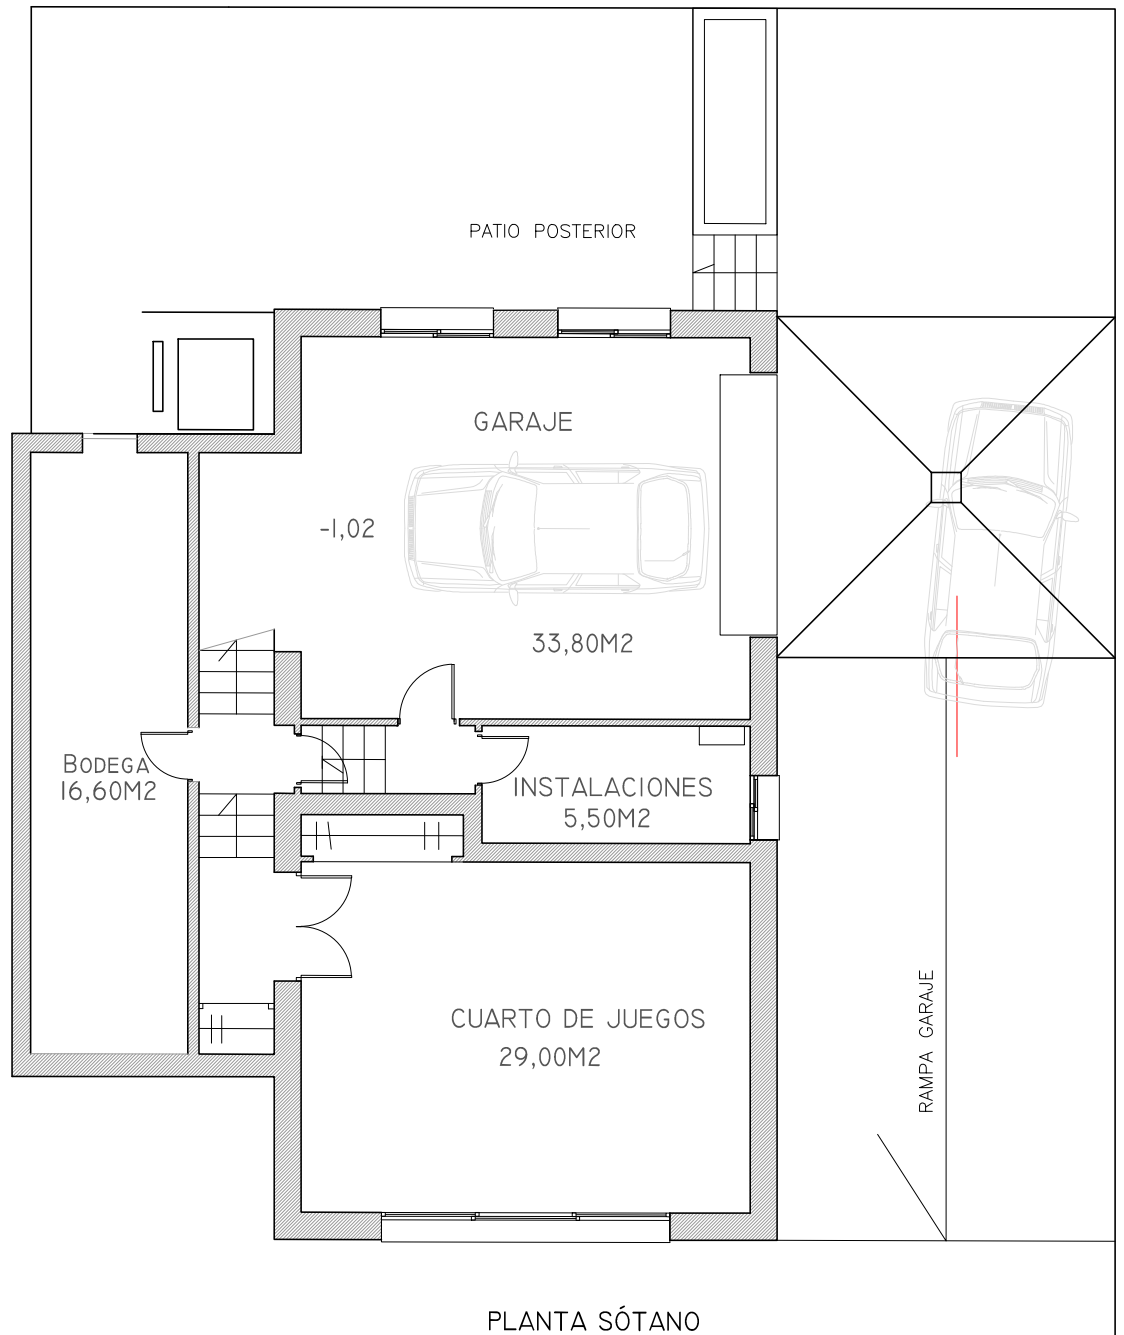 PATIO POSTERIOR
GARAJE
-1,02
33,80M2
BODEGA
16,60M2
INSTALACIONES
5,50M2
CUARTO DE JUEGOS
29,00M2
RAMPA GARAJE
PLANTA SÓTANO